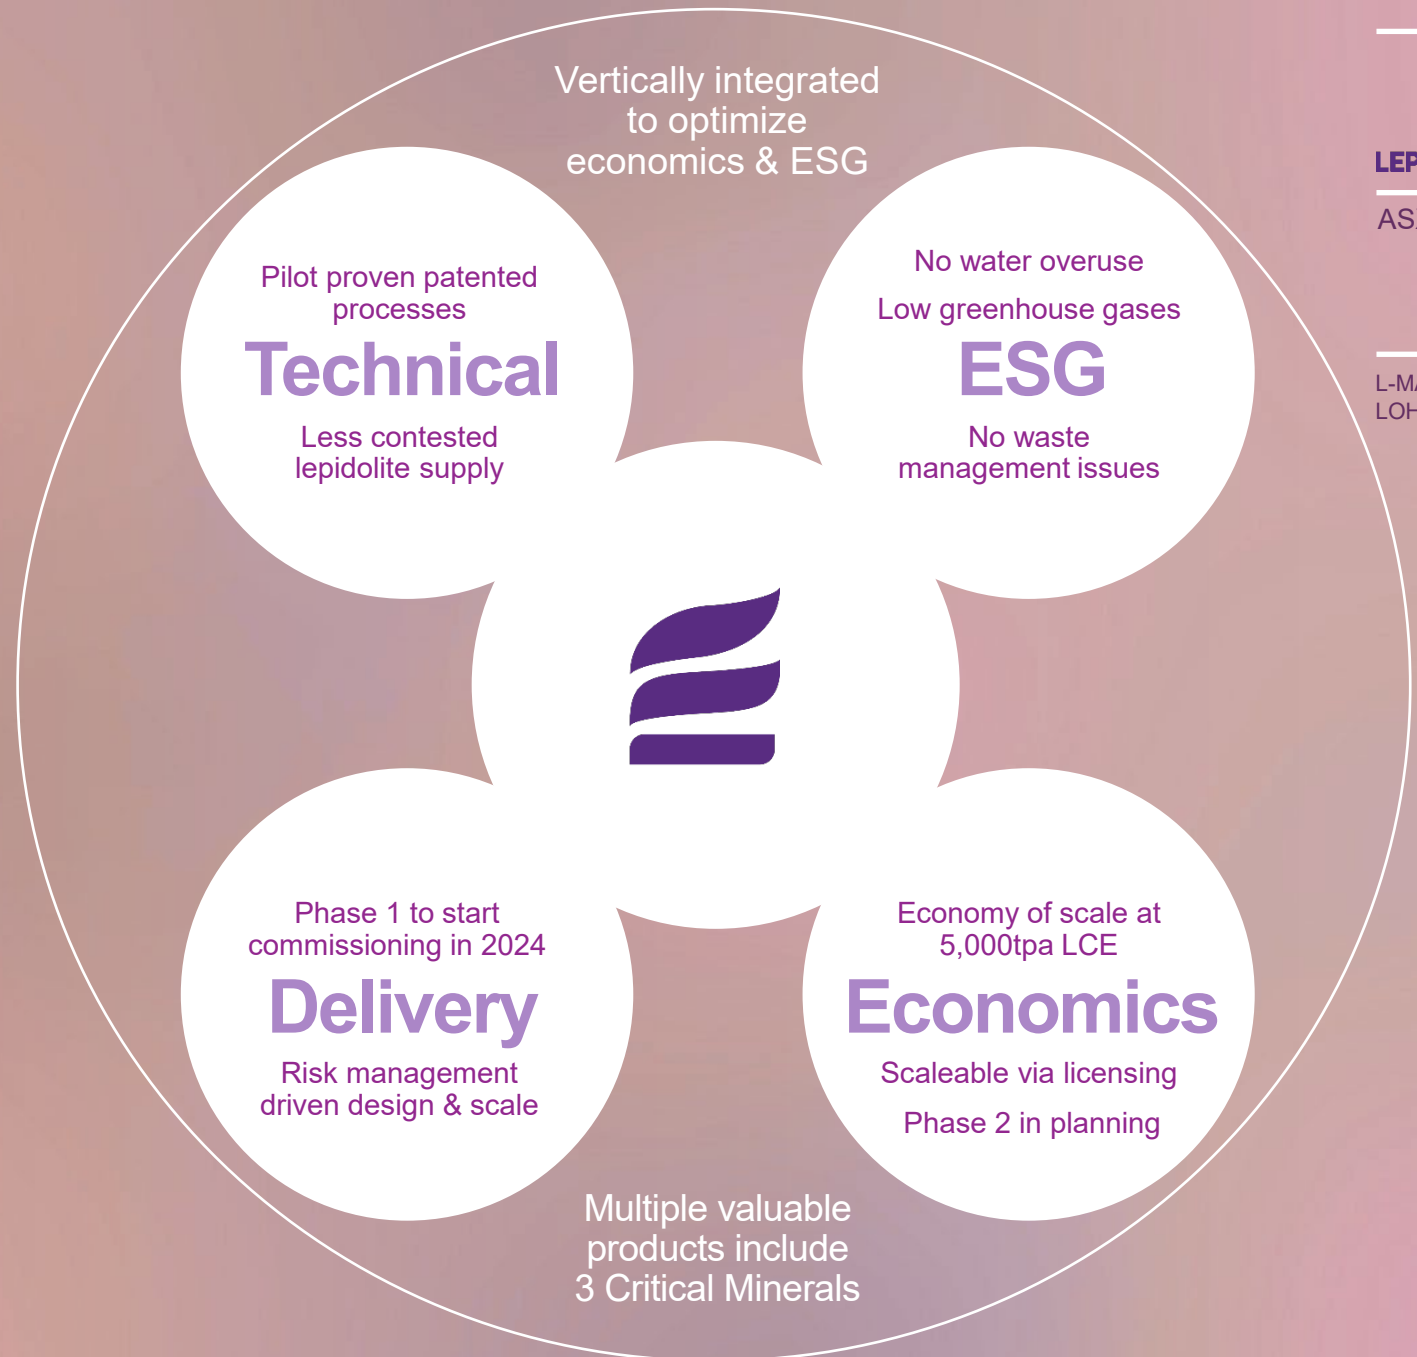 Vertically integrated
to optimize
economics & ESG
Pilot proven patented
processes
Technical
Less contested
lepidolite supply
No water overuse
Low greenhouse gases
ESG
No waste
management issues
Phase 1 to start
commissioning in 2024
Delivery
Risk management
driven design & scale
Economy of scale at
5,000tpa LCE
Economics
Scaleable via licensing
Phase 2 in planning
Multiple valuable
products include
3 Critical Minerals